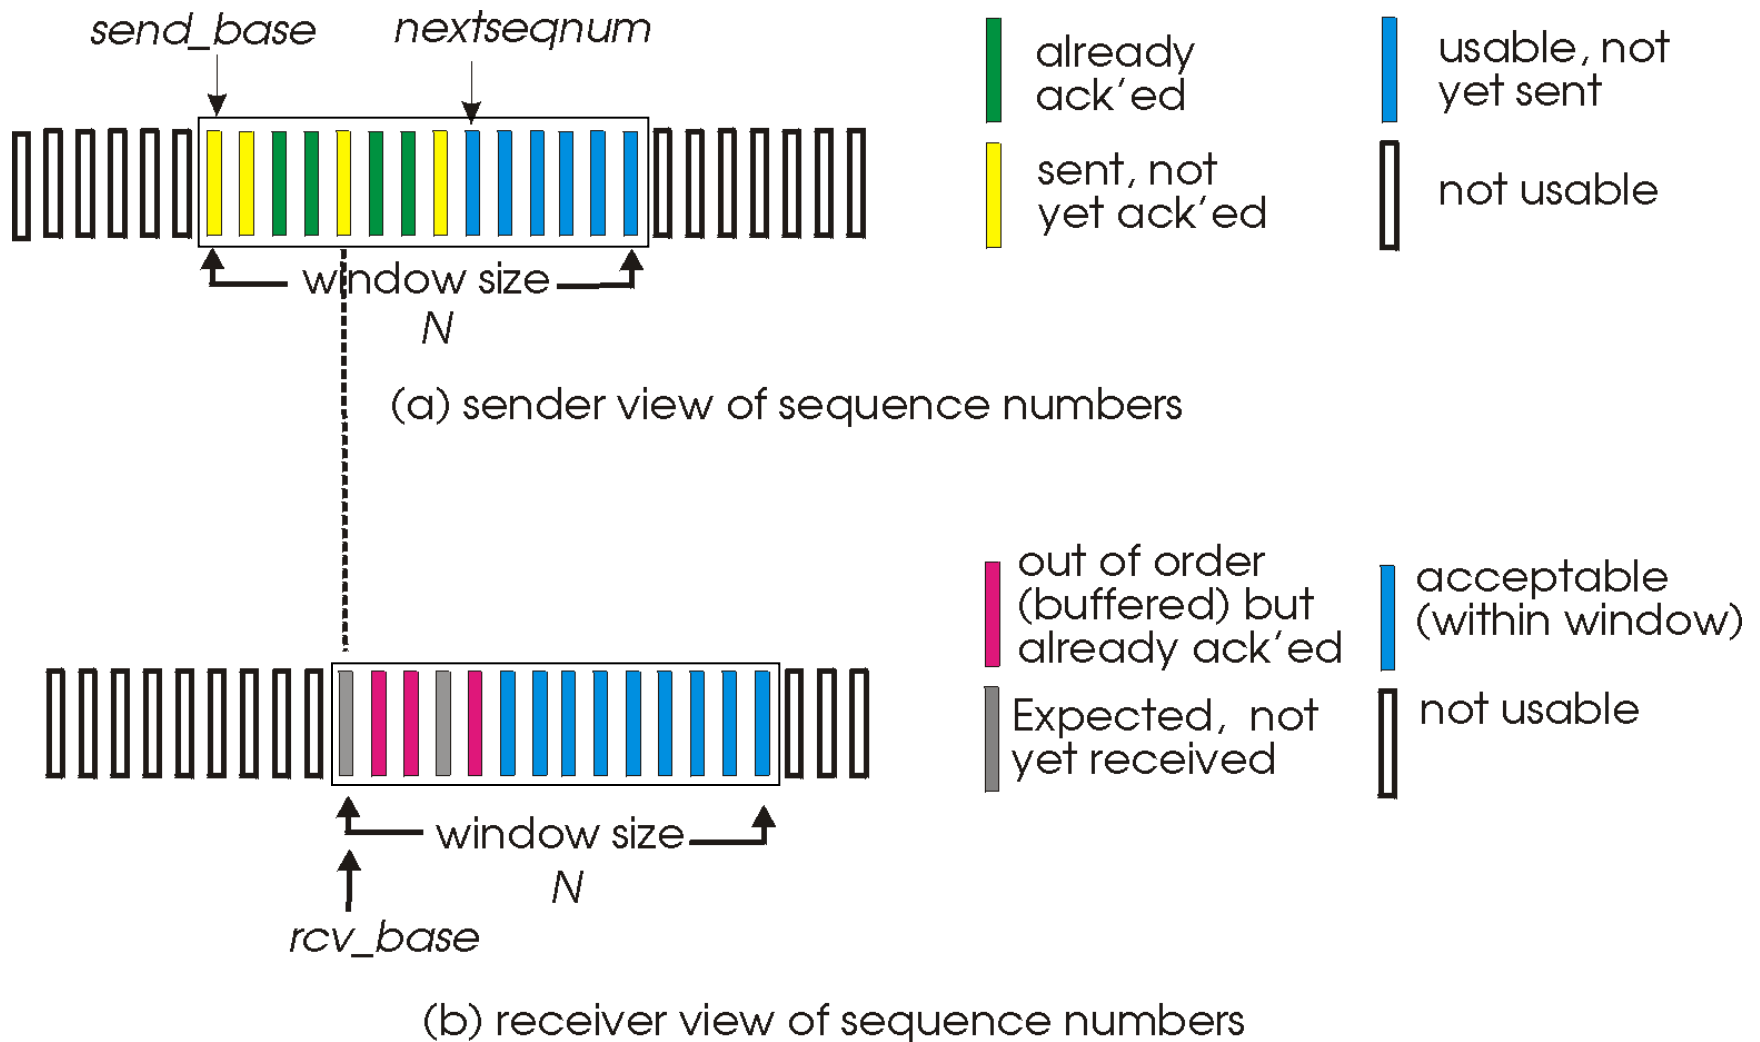 send_base
nextseqnum
already
ack'ed
usable, not
yet sent
sent, not
yet ack'ed
not usable
window size
N
(a) sender view of sequence numbers
out of order
(buffered) but
already ack'ed
acceptable
(within window)
Expected, not
yet received
not usable
window size
N
rcv_base
(b) receiver view of sequence numbers